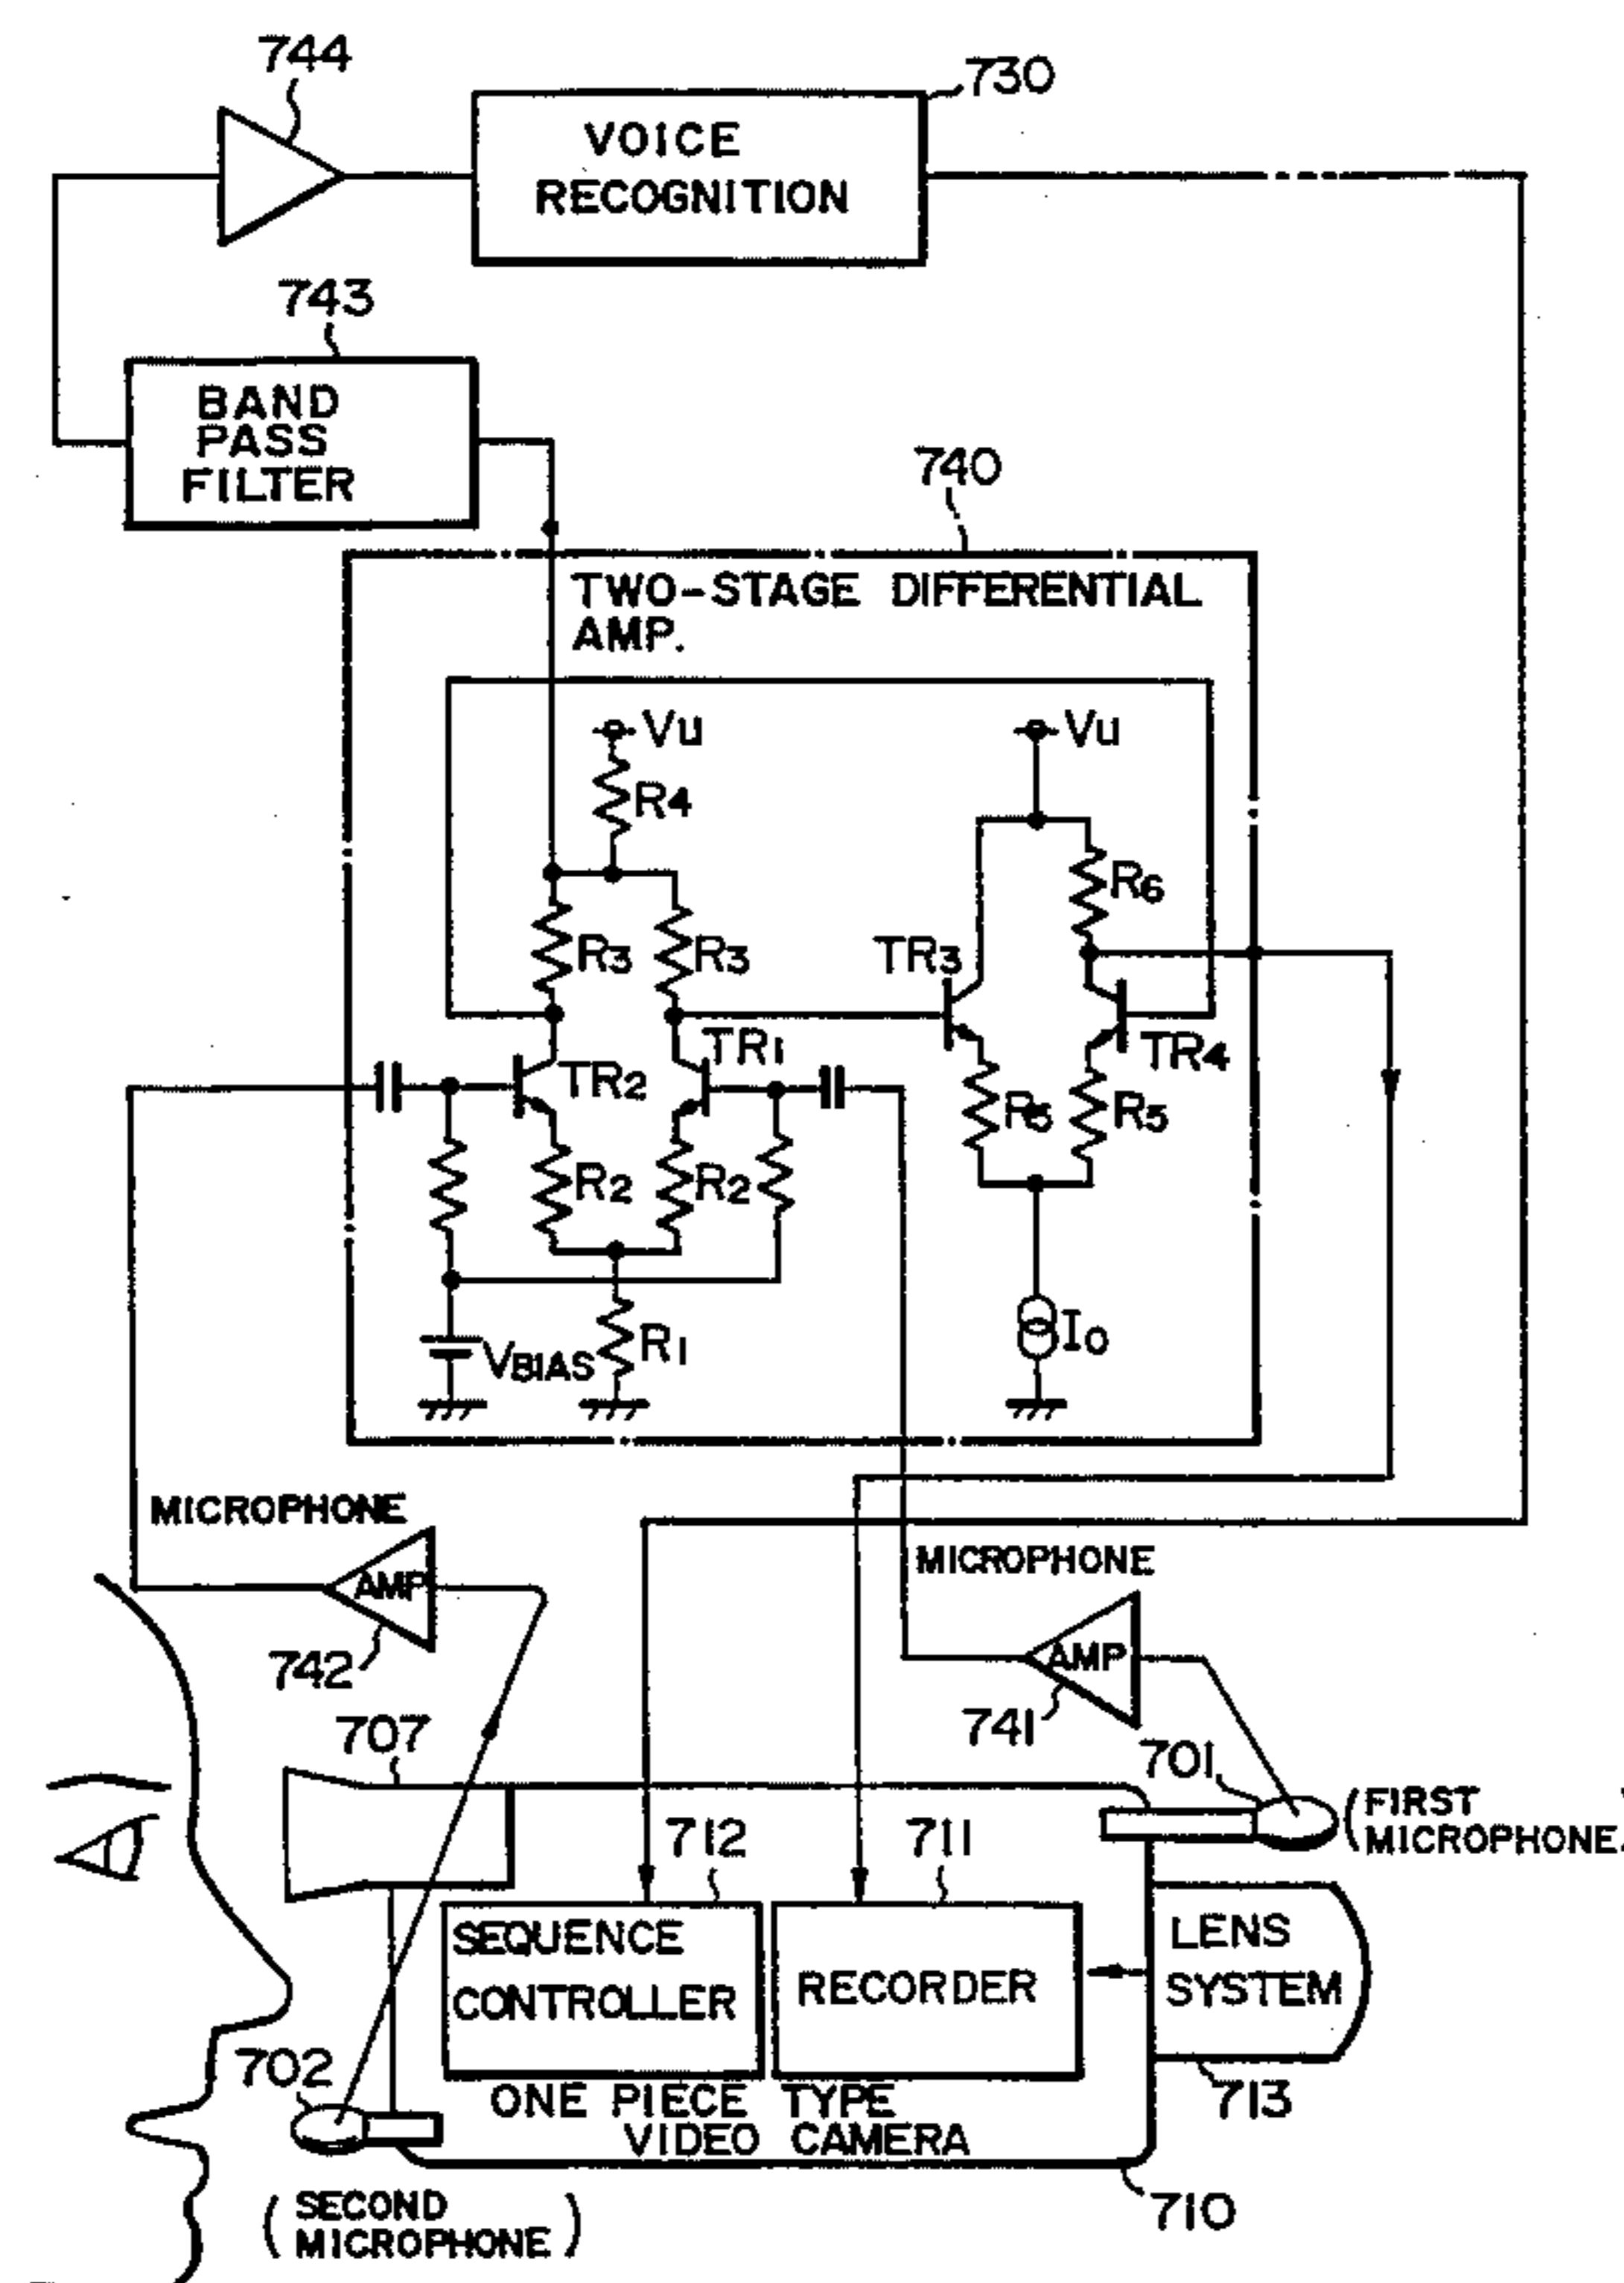 744
730
VOICE
RECOGNITION
743
BAND
PASS
FILTER
740
TWO-STAGE DIFFERENTIAL
AMP.
Vu
Vu
R4
R6
R3
R3
TR3
TR1
TR4
TR2
R5
R5
R2
R2
I0
R1
VBIAS
MICROPHONE
MICROPHONE
AMP
742
AMP
741
707
701
(FIRST
MICROPHONE)
712
711
SEQUENCE
CONTROLLER
RECORDER
LENS
SYSTEM
702
713
ONE PIECE TYPE
VIDEO CAMERA
710
(SECOND
MICROPHONE)